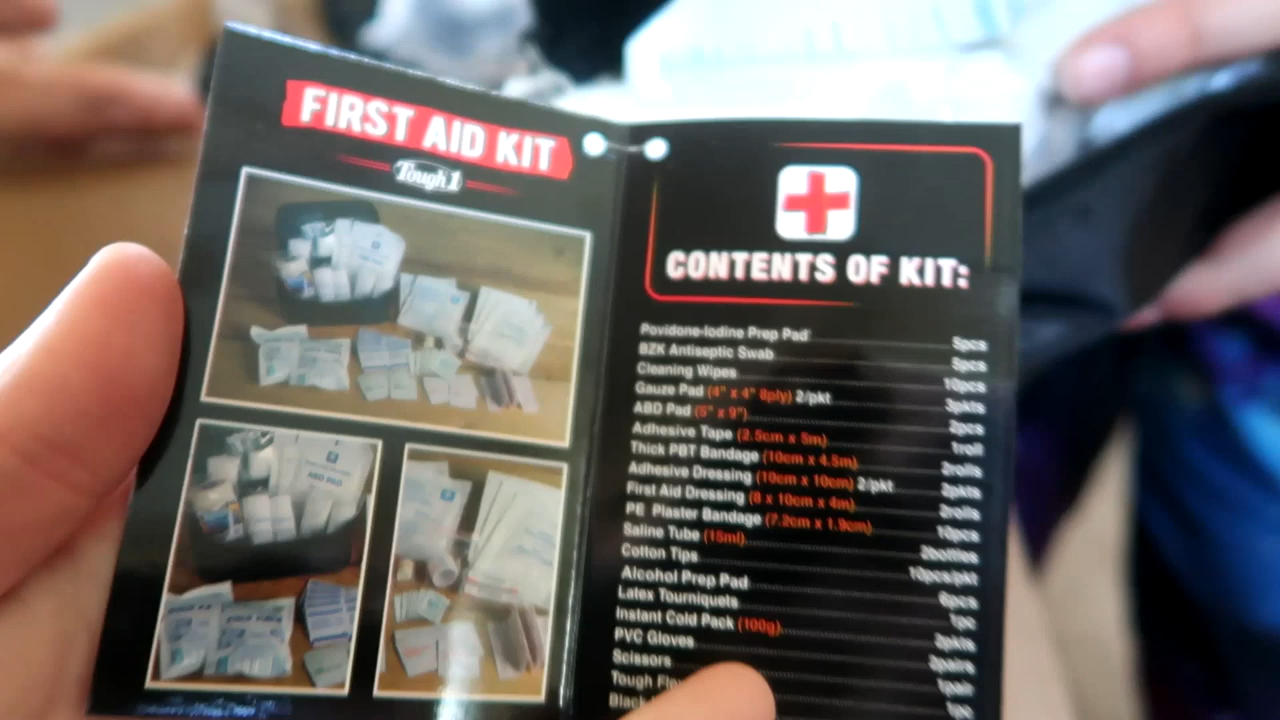 FIRST AID KIT
Tough 1
ABD PAD
CONTENTS OF KIT:
Povidone-Iodine Prep Pad 5pcs
BZK Antiseptic Swab 5pcs
Cleaning Wipes 10pcs
Gauze Pad (4" x 4" 8ply) 2/pkt 3pkts
ABD Pad (5" x 9") 2pcs
Adhesive Tape (2.5cm x 5m) 1roll
Thick PBT Bandage (10cm x 4.5m) 2rolls
Adhesive Dressing (10cm x 10cm) 2/pkt 2pkts
First Aid Dressing (8 x 10cm x 4m) 2rolls
PE Plaster Bandage (7.2cm x 1.9cm) 10pcs
Saline Tube (15ml) 2bottles
Cotton Tips 10pcs/pkt
Alcohol Prep Pad 6pcs
Latex Tourniquets 1pc
Instant Cold Pack (100g) 2pkts
PVC Gloves 2pairs
Scissors 1pair
Tough 1pc